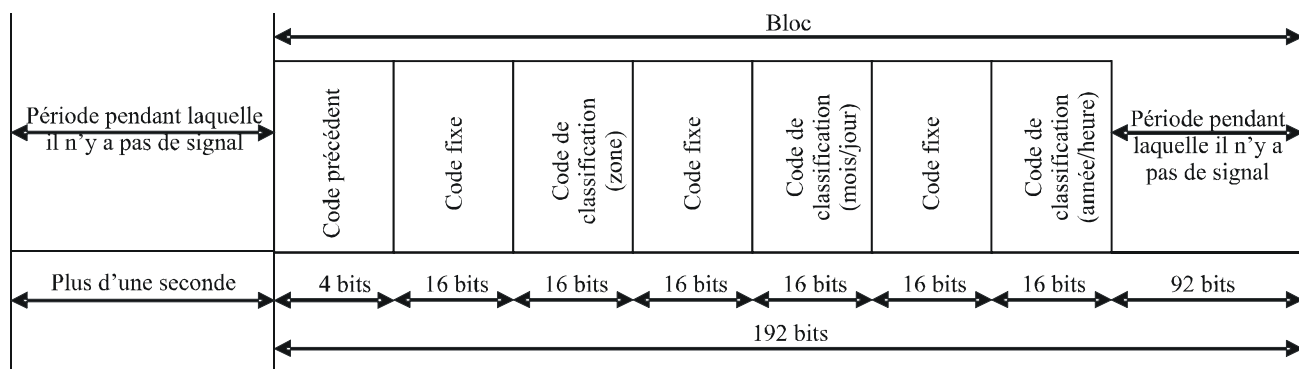 Bloc
Période pendant laquelle
il n'y a pas de signal
Code précédent
Code fixe
Code de
classification
(zone)
Code fixe
Code de
classification
(mois/jour)
Code fixe
Code de
classification
(année/heure)
Période pendant
laquelle il n'y a
pas de signal
Plus d'une seconde
4 bits
16 bits
16 bits
16 bits
16 bits
16 bits
16 bits
92 bits
192 bits